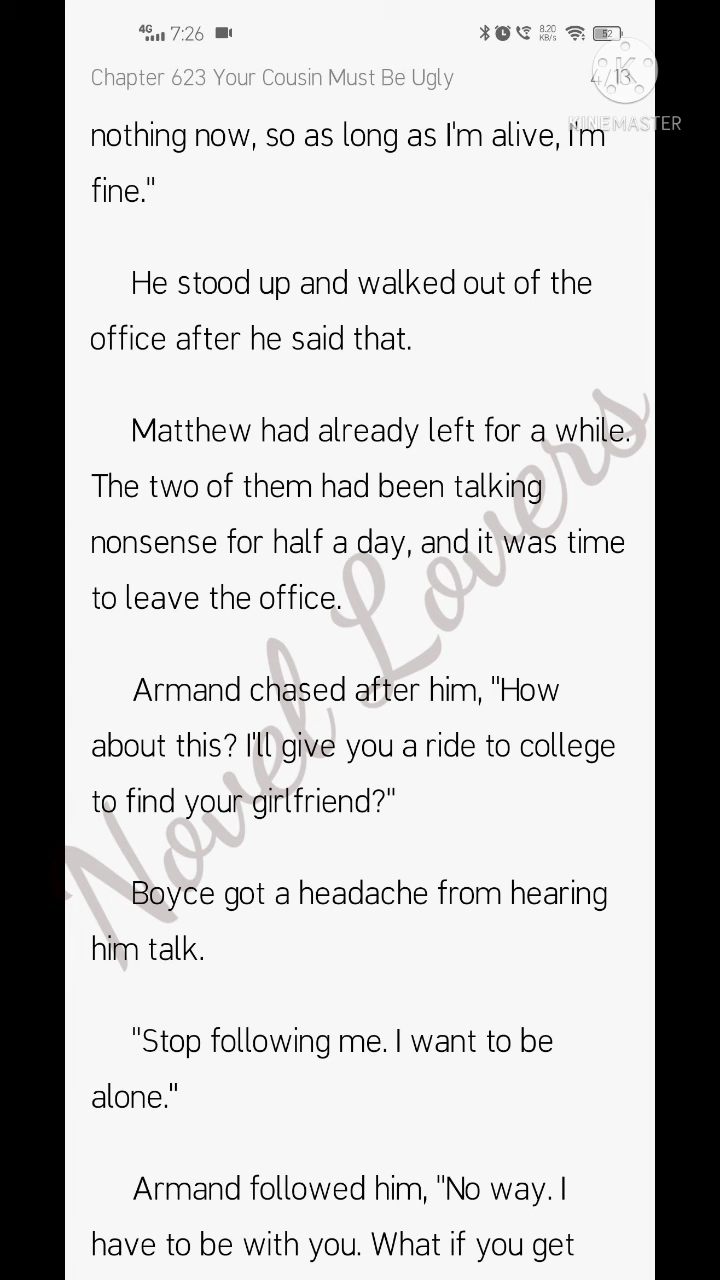 4G 7:26 8.20 KB/s 52
Chapter 623 Your Cousin Must Be Ugly 4/13
KINEMASTER
nothing now, so as long as I'm alive, I'm
fine."
He stood up and walked out of the
office after he said that.
Matthew had already left for a while.
The two of them had been talking
nonsense for half a day, and it was time
to leave the office.
Armand chased after him, "How
about this? I'll give you a ride to college
to find your girlfriend?"
Boyce got a headache from hearing
him talk.
"Stop following me. I want to be
alone."
Armand followed him, "No way. I
have to be with you. What if you get
Novel Lovers